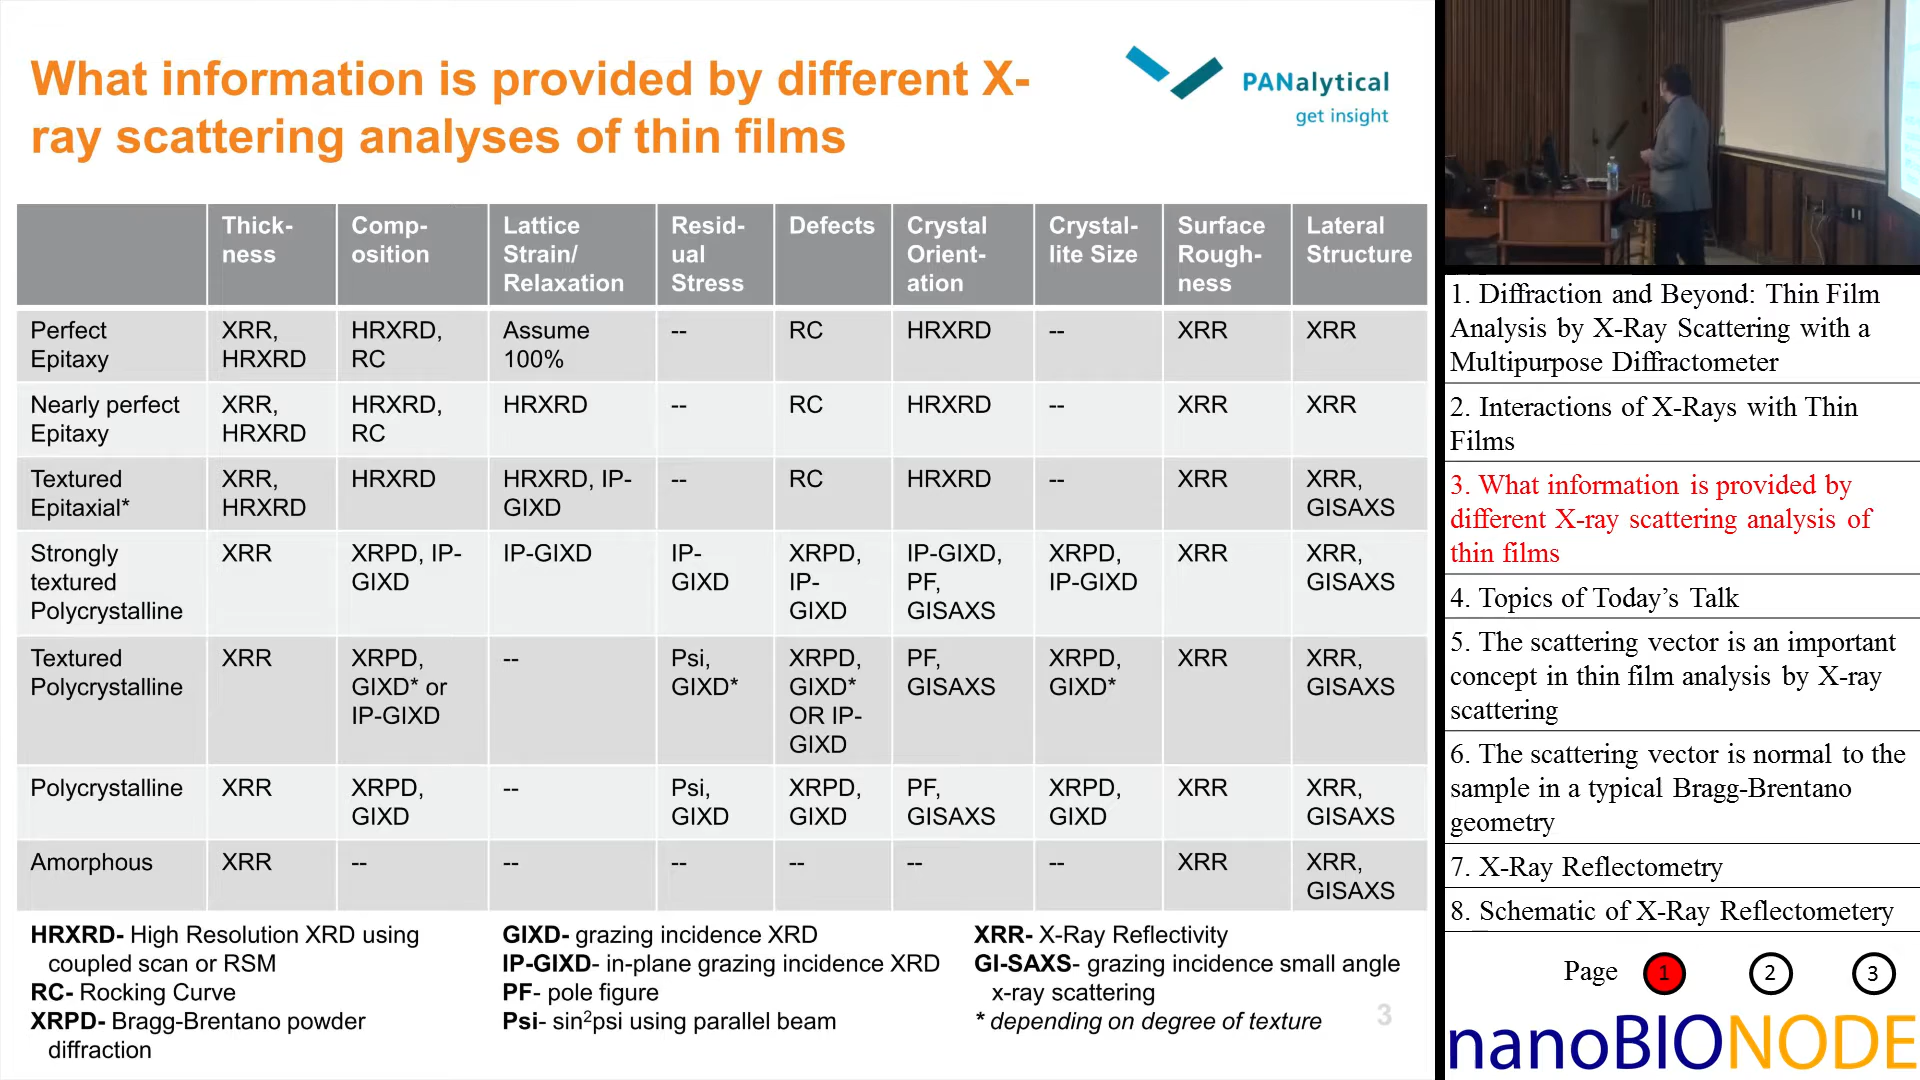 What information is provided by different X-
ray scattering analyses of thin films
PANalytical
get insight
Thick-
ness
Comp-
osition
Lattice
Strain/
Relaxation
Resid-
ual
Stress
Defects
Crystal
Orient-
ation
Crystal-
lite Size
Surface
Rough-
ness
Lateral
Structure
Perfect
Epitaxy
XRR,
HRXRD
HRXRD,
RC
Assume
100%
--
RC
HRXRD
--
XRR
XRR
Nearly perfect
Epitaxy
XRR,
HRXRD
HRXRD,
RC
HRXRD
--
RC
HRXRD
--
XRR
XRR
Textured
Epitaxial*
XRR,
HRXRD
HRXRD
HRXRD, IP-
GIXD
--
RC
HRXRD
--
XRR
XRR,
GISAXS
Strongly
textured
Polycrystalline
XRR
XRPD, IP-
GIXD
IP-GIXD
IP-
GIXD
XRPD,
IP-
GIXD
IP-GIXD,
PF,
GISAXS
XRPD,
IP-GIXD
XRR
XRR,
GISAXS
Textured
Polycrystalline
XRR
XRPD,
GIXD* or
IP-GIXD
--
Psi,
GIXD*
XRPD,
GIXD*
OR IP-
GIXD
PF,
GISAXS
XRPD,
GIXD*
XRR
XRR,
GISAXS
Polycrystalline
XRR
XRPD,
GIXD
--
Psi,
GIXD
XRPD,
GIXD
PF,
GISAXS
XRPD,
GIXD
XRR
XRR,
GISAXS
Amorphous
XRR
--
--
--
--
--
--
XRR
XRR,
GISAXS
HRXRD- High Resolution XRD using
coupled scan or RSM
RC- Rocking Curve
XRPD- Bragg-Brentano powder
diffraction
GIXD- grazing incidence XRD
IP-GIXD- in-plane grazing incidence XRD
PF- pole figure
Psi- sin²psi using parallel beam
XRR- X-Ray Reflectivity
GI-SAXS- grazing incidence small angle
x-ray scattering
* depending on degree of texture
3
1. Diffraction and Beyond: Thin Film
Analysis by X-Ray Scattering with a
Multipurpose Diffractometer
2. Interactions of X-Rays with Thin
Films
3. What information is provided by
different X-ray scattering analysis of
thin films
4. Topics of Today's Talk
5. The scattering vector is an important
concept in thin film analysis by X-ray
scattering
6. The scattering vector is normal to the
sample in a typical Bragg-Brentano
geometry
7. X-Ray Reflectometry
8. Schematic of X-Ray Reflectometery
Page 1 2 3
nanoBIONODE